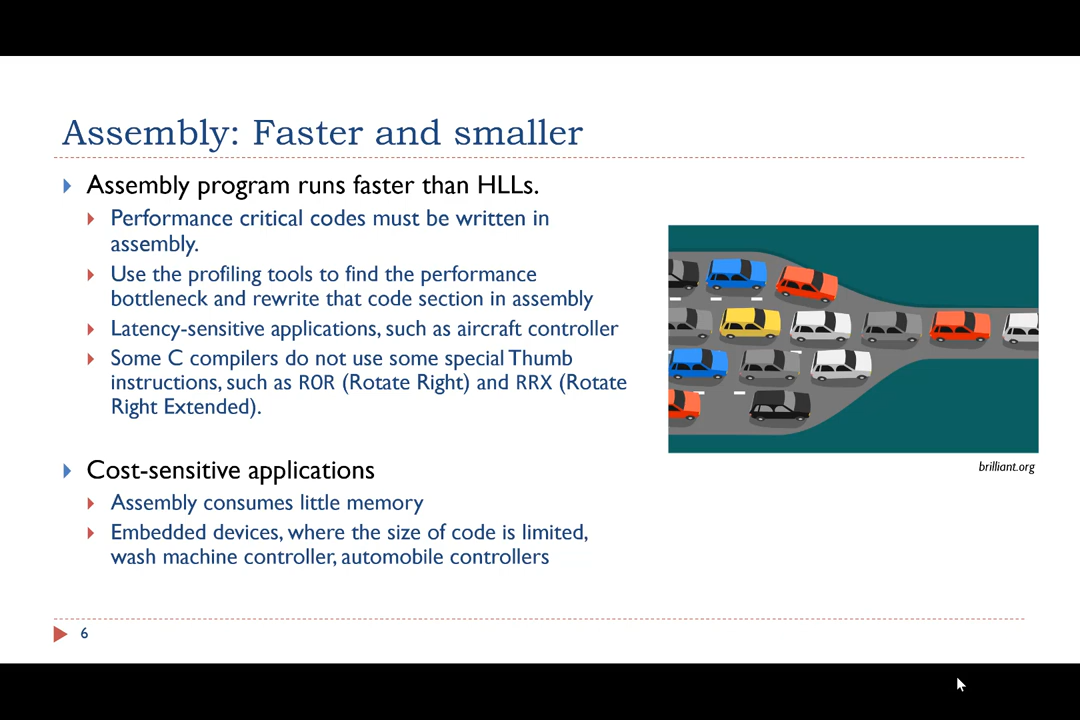 Assembly: Faster and smaller
Assembly program runs faster than HLLs.
Performance critical codes must be written in
assembly.
Use the profiling tools to find the performance
bottleneck and rewrite that code section in assembly
Latency-sensitive applications, such as aircraft controller
Some C compilers do not use some special Thumb
instructions, such as ROR (Rotate Right) and RRX (Rotate
Right Extended).
Cost-sensitive applications
Assembly consumes little memory
Embedded devices, where the size of code is limited,
wash machine controller, automobile controllers
brilliant.org
6